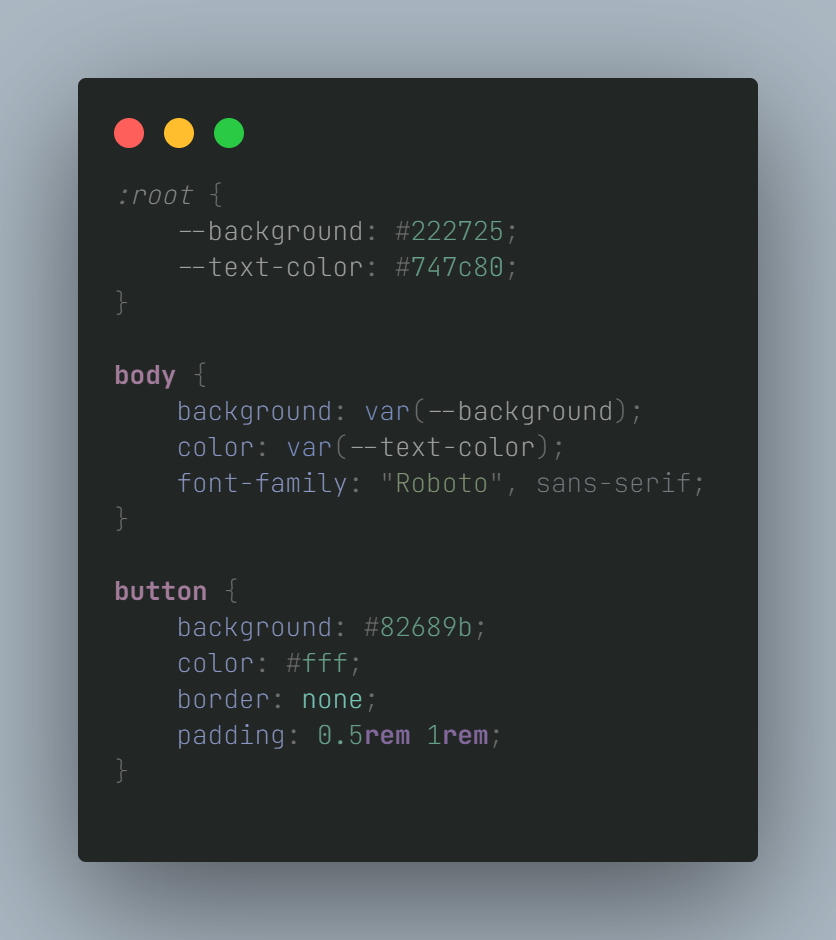 :root {
    --background: #222725;
    --text-color: #747c80;
}

body {
    background: var(--background);
    color: var(--text-color);
    font-family: "Roboto", sans-serif;
}

button {
    background: #82689b;
    color: #fff;
    border: none;
    padding: 0.5rem 1rem;
}